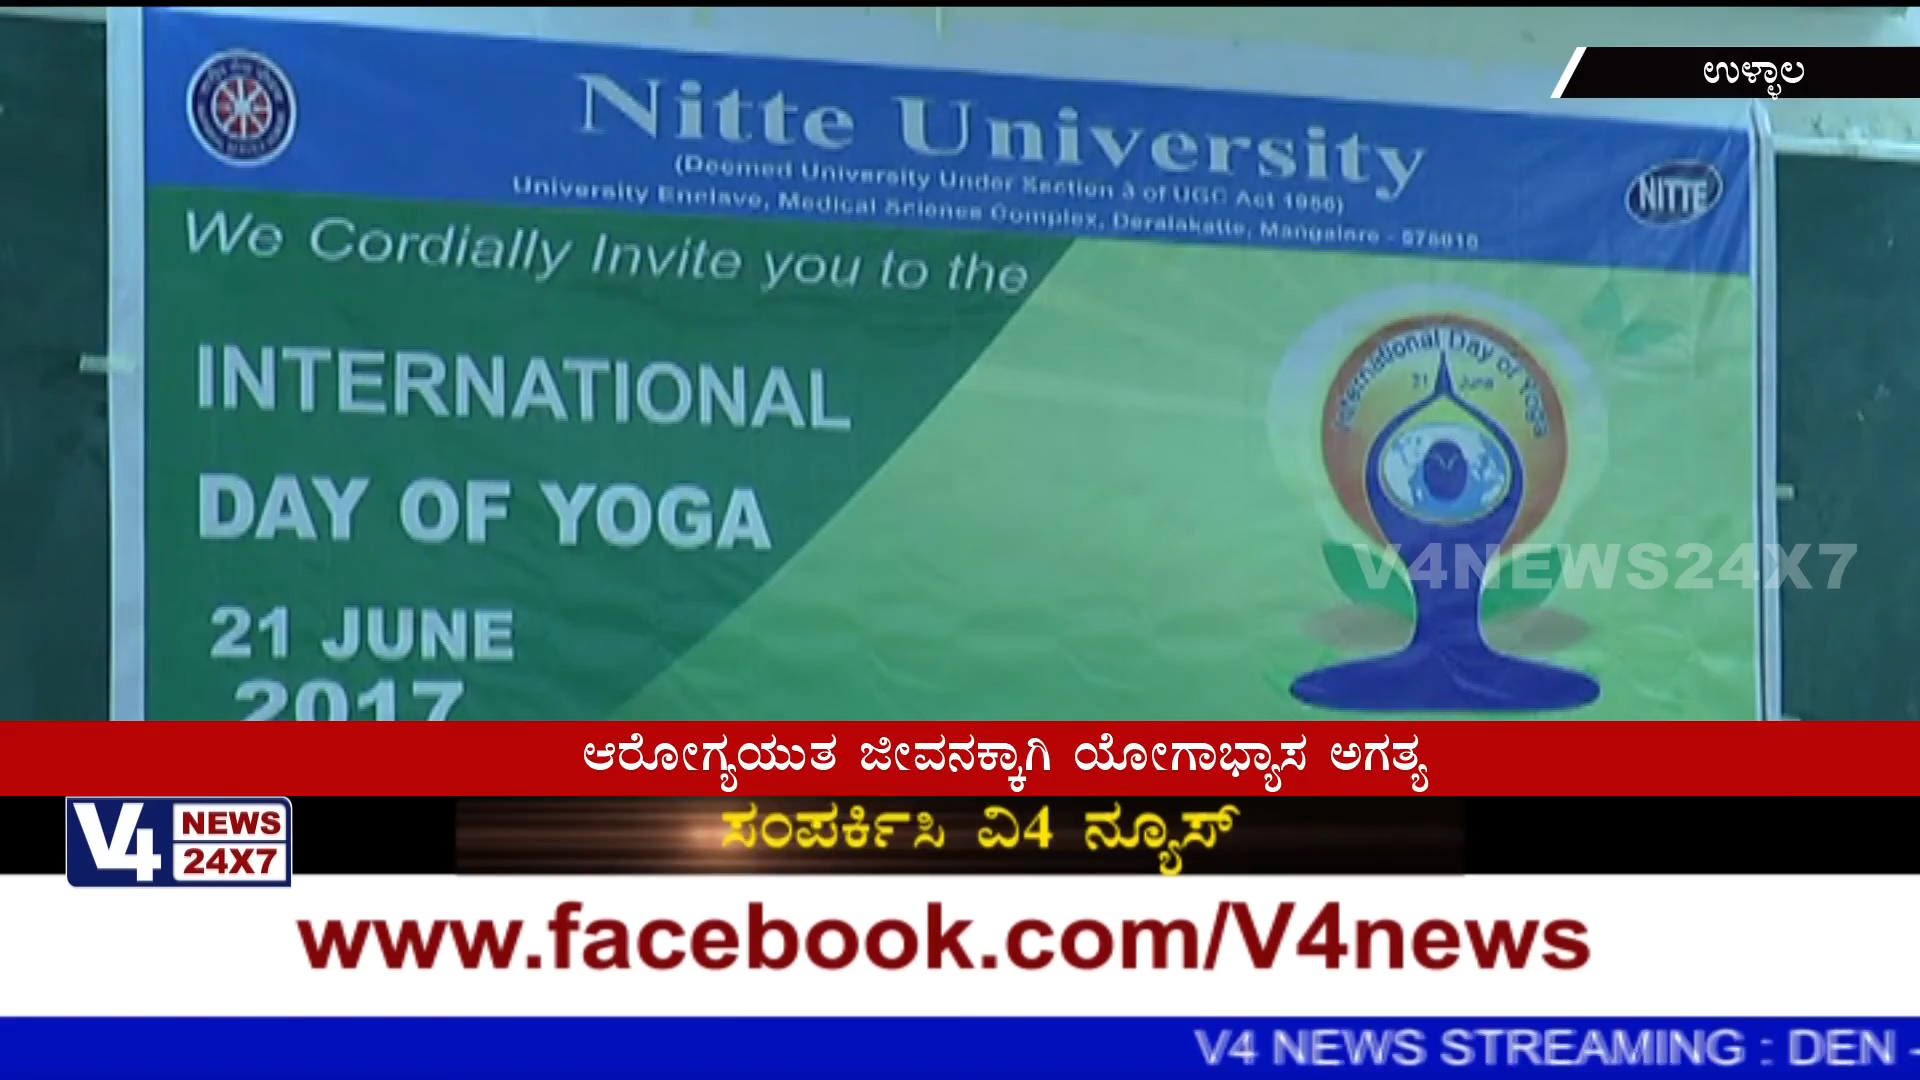 ಉಳ್ಳಾಲ
Nitte University
(Deemed University Under Section 3 of UGC Act 1956)
University Enclave, Medical Science Complex, Deralakatte, Mangalore - 575018
NITTE
We Cordially Invite you to the
INTERNATIONAL
DAY OF YOGA
21 JUNE
2017
International Day of Yoga
21 June
V4NEWS24X7
ಆರೋಗ್ಯಯುತ ಜೀವನಕ್ಕಾಗಿ ಯೋಗಾಭ್ಯಾಸ ಅಗತ್ಯ
V4 NEWS 24X7
ಸಂಪರ್ಕಿಸಿ ವಿ4 ನ್ಯೂಸ್
www.facebook.com/V4news
V4 NEWS STREAMING : DEN -